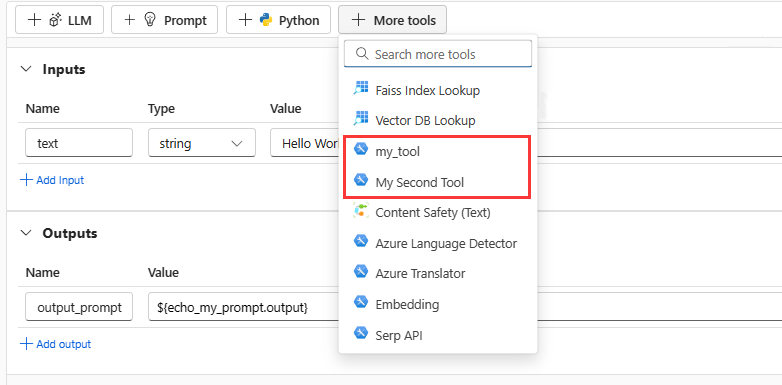 + LLM + Prompt + Python + More tools
Search more tools
Inputs
Faiss Index Lookup
Name Type Value
Vector DB Lookup
text string Hello Wor
my_tool
+ Add Input
My Second Tool
Content Safety (Text)
Outputs
Azure Language Detector
Name Value
Azure Translator
output_prompt ${echo_my_prompt.output}
Embedding
+ Add output
Serp API